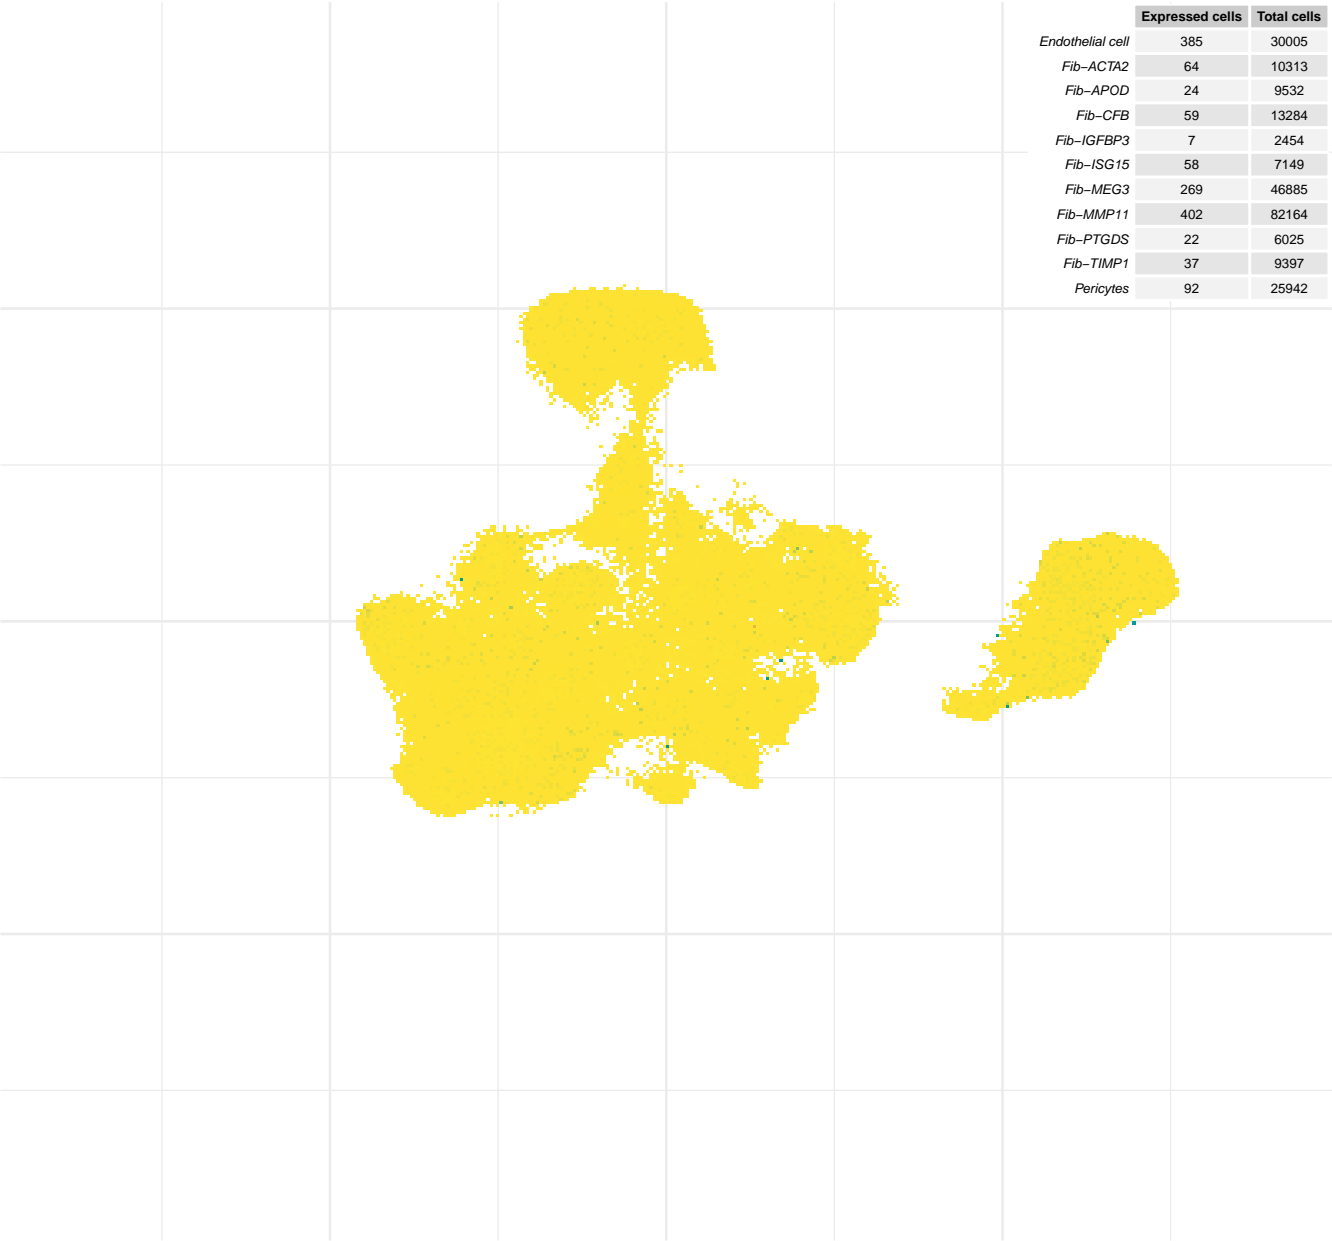 Expressed cells Total cells
Endothelial cell 385 30005
Fib−ACTA2 64 10313
Fib−APOD 24 9532
Fib−CFB 59 13284
Fib−IGFBP3 7 2454
Fib−ISG15 58 7149
Fib−MEG3 269 46885
Fib−MMP11 402 82164
Fib−PTGDS 22 6025
Fib−TIMP1 37 9397
Pericytes 92 25942